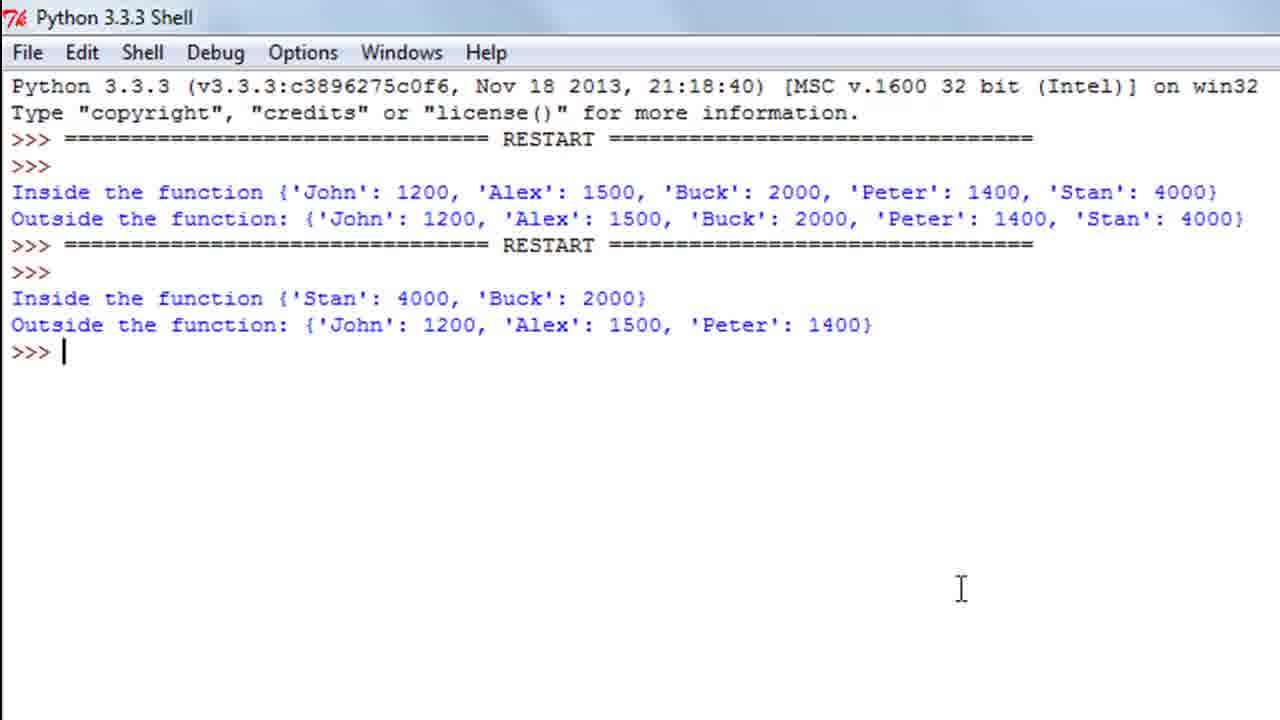 Python 3.3.3 Shell
File Edit Shell Debug Options Windows Help
Python 3.3.3 (v3.3.3:c3896275c0f6, Nov 18 2013, 21:18:40) [MSC v.1600 32 bit (Intel)] on win32
Type "copyright", "credits" or "license()" for more information.
>>> ================================ RESTART ================================
>>>
Inside the function {'John': 1200, 'Alex': 1500, 'Buck': 2000, 'Peter': 1400, 'Stan': 4000}
Outside the function: {'John': 1200, 'Alex': 1500, 'Buck': 2000, 'Peter': 1400, 'Stan': 4000}
>>> ================================ RESTART ================================
>>>
Inside the function {'Stan': 4000, 'Buck': 2000}
Outside the function: {'John': 1200, 'Alex': 1500, 'Peter': 1400}
>>>